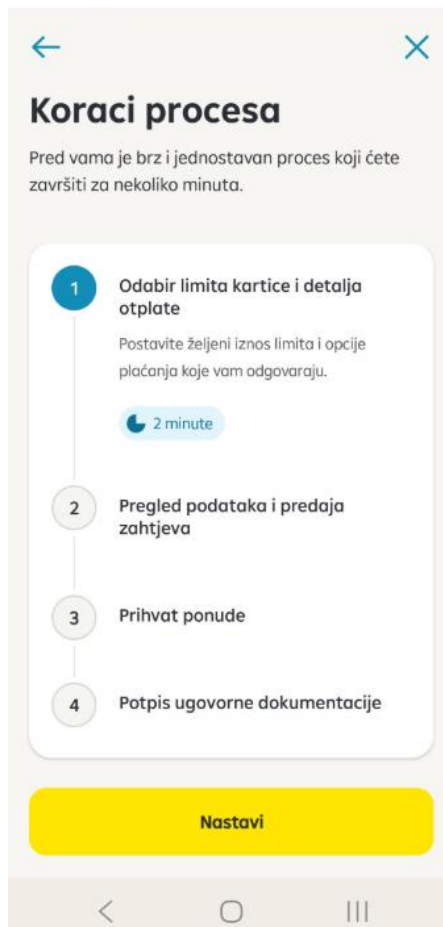 Koraci procesa
Pred vama je brz i jednostavan proces koji ćete
završiti za nekoliko minuta.
1
Odabir limita kartice i detalja
otplate
Postavite željeni iznos limita i opcije
plaćanja koje vam odgovaraju.
2 minute
2
Pregled podataka i predaja
zahtjeva
3
Prihvat ponude
4
Potpis ugovorne dokumentacije
Nastavi